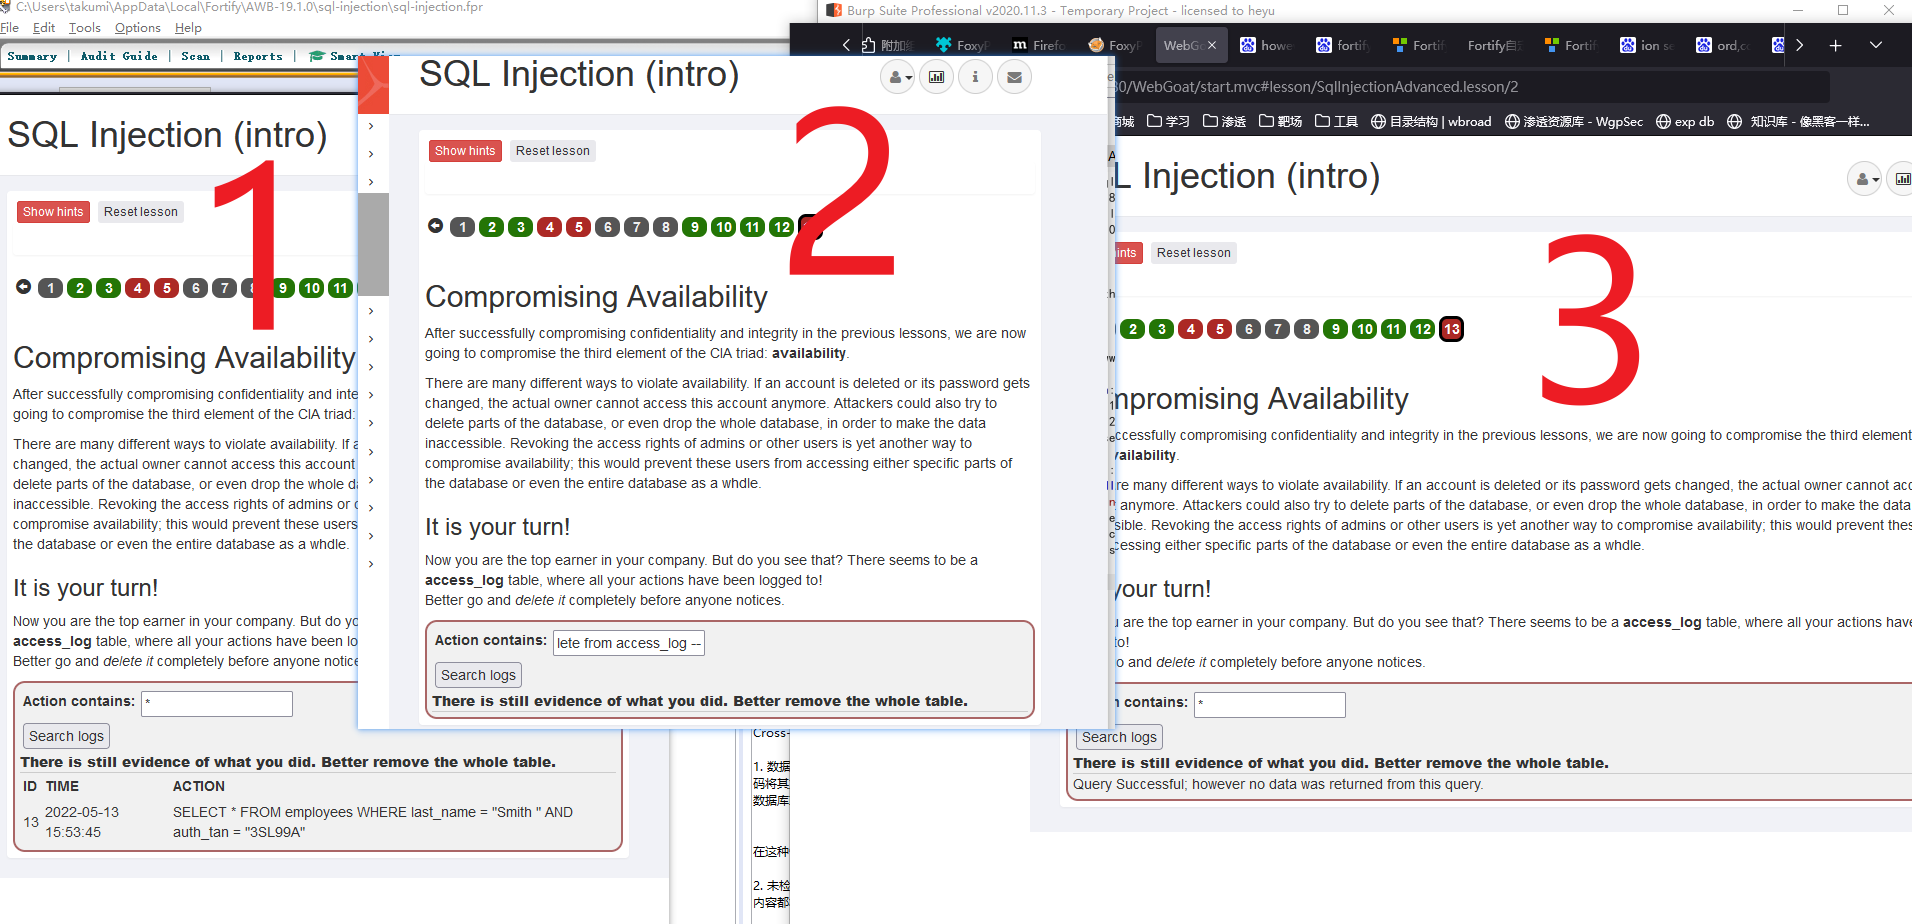 C:\Users\takumi\AppData\Local\Fortify\AWB-19.1.0\sql-injection\sql-injection.fpr
File Edit Tools Options Help
Summary | Audit Guide | Scan | Reports | Smart View
SQL Injection (intro)
1
Show hints Reset lesson
1 2 3 4 5 6 7 8 9 10 11
Compromising Availability
After successfully compromising confidentiality and inte
going to compromise the third element of the CIA triad:
There are many different ways to violate availability. If a
changed, the actual owner cannot access this account
delete parts of the database, or even drop the whole da
inaccessible. Revoking the access rights of admins or o
compromise availability; this would prevent these users
the database or even the entire database as a whdle.
It is your turn!
Now you are the top earner in your company. But do yo
access_log table, where all your actions have been lo
Better go and delete it completely before anyone notice
Action contains: *
Search logs
There is still evidence of what you did. Better remove the whole table.
ID TIME ACTION
13 2022-05-13 15:53:45 SELECT * FROM employees WHERE last_name = "Smith " AND
auth_tan = "3SL99A"
SQL Injection (intro)
2
Show hints Reset lesson
1 2 3 4 5 6 7 8 9 10 11 12
Compromising Availability
After successfully compromising confidentiality and integrity in the previous lessons, we are now
going to compromise the third element of the CIA triad: availability.
There are many different ways to violate availability. If an account is deleted or its password gets
changed, the actual owner cannot access this account anymore. Attackers could also try to
delete parts of the database, or even drop the whole database, in order to make the data
inaccessible. Revoking the access rights of admins or other users is yet another way to
compromise availability; this would prevent these users from accessing either specific parts of
the database or even the entire database as a whdle.
It is your turn!
Now you are the top earner in your company. But do you see that? There seems to be a
access_log table, where all your actions have been logged to!
Better go and delete it completely before anyone notices.
Action contains: lete from access_log --
Search logs
There is still evidence of what you did. Better remove the whole table.
Cross-
1. 数据
码将其
数据库
在这种
2. 未检
内容都
Burp Suite Professional v2020.11.3 - Temporary Project - licensed to heyu
附加组 FoxyP Firefo FoxyP WebGo howe fortify Fortif Fortify自定 Fortif ion se ord,co
80/WebGoat/start.mvc#lesson/SqlInjectionAdvanced.lesson/2
商城 学习 渗透 靶场 工具 目录结构 | wbroad 渗透资源库 - WgpSec exp db 知识库 - 像黑客一样...
L Injection (intro)
3
hints Reset lesson
2 3 4 5 6 7 8 9 10 11 12 13
mpromising Availability
ccessfully compromising confidentiality and integrity in the previous lessons, we are now going to compromise the third element
vailability.
re many different ways to violate availability. If an account is deleted or its password gets changed, the actual owner cannot acc
anymore. Attackers could also try to delete parts of the database, or even drop the whole database, in order to make the data
sible. Revoking the access rights of admins or other users is yet another way to compromise availability; this would prevent thes
cessing either specific parts of the database or even the entire database as a whdle.
your turn!
u are the top earner in your company. But do you see that? There seems to be a access_log table, where all your actions have
to!
o and delete it completely before anyone notices.
n contains: *
Search logs
There is still evidence of what you did. Better remove the whole table.
Query Successful; however no data was returned from this query.